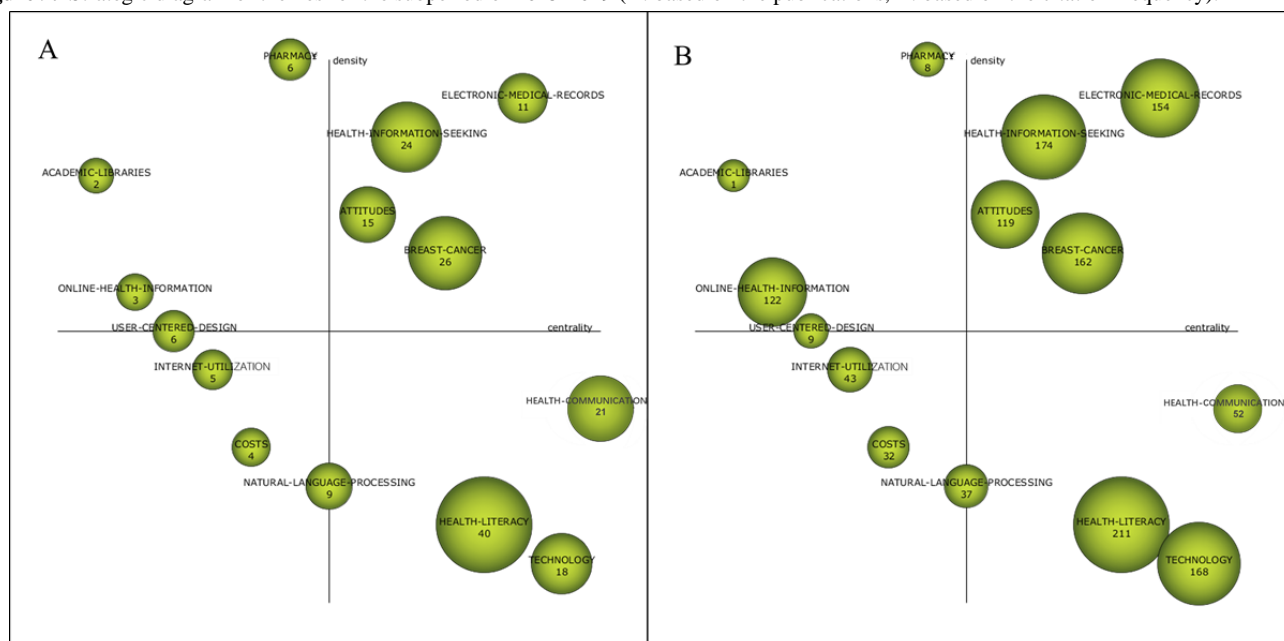 A
PHARMACY
6
density
ELECTRONIC-MEDICAL-RECORDS
11
HEALTH-INFORMATION-SEEKING
24
ACADEMIC-LIBRARIES
2
ATTITUDES
15
BREAST-CANCER
26
ONLINE-HEALTH-INFORMATION
3
USER-CENTERED-DESIGN
6
centrality
INTERNET-UTILIZATION
5
HEALTH-COMMUNICATION
21
COSTS
4
NATURAL-LANGUAGE-PROCESSING
9
HEALTH-LITERACY
40
TECHNOLOGY
18
B
PHARMACY
8
density
ELECTRONIC-MEDICAL-RECORDS
154
HEALTH-INFORMATION-SEEKING
174
ACADEMIC-LIBRARIES
1
ATTITUDES
119
BREAST-CANCER
162
ONLINE-HEALTH-INFORMATION
122
USER-CENTERED-DESIGN
9
centrality
INTERNET-UTILIZATION
43
HEALTH-COMMUNICATION
52
COSTS
32
NATURAL-LANGUAGE-PROCESSING
37
HEALTH-LITERACY
211
TECHNOLOGY
168